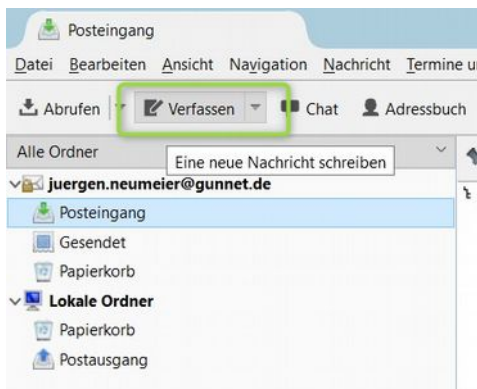 Posteingang
Datei Bearbeiten Ansicht Navigation Nachricht Termine
Abrufen Verfassen Chat Adressbuch
Alle Ordner
Eine neue Nachricht schreiben
juergen.neumeier@gunnet.de
Posteingang
Gesendet
Papierkorb
Lokale Ordner
Papierkorb
Postausgang